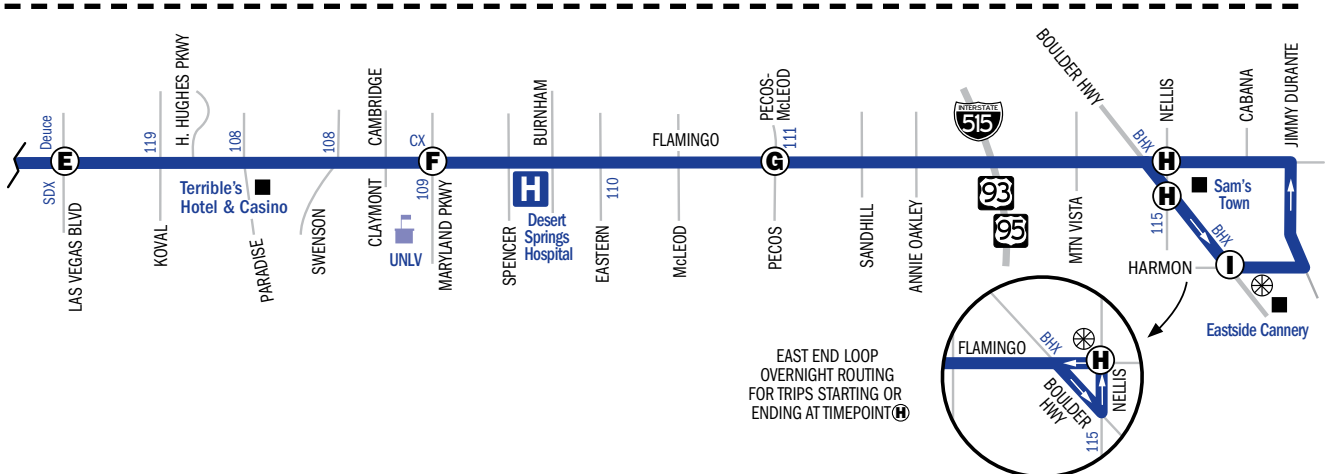 Deuce
SDX
E
LAS VEGAS BLVD
119
KOVAL
H. HUGHES PKWY
108
Terrible's
Hotel & Casino
PARADISE
108
SWENSON
CAMBRIDGE
CLAYMONT
UNLV
CX
F
109
MARYLAND PKWY
SPENCER
BURNHAM
H
Desert
Springs
Hospital
EASTERN
110
FLAMINGO
McLEOD
PECOS-
McLEOD
111
G
PECOS
SANDHILL
ANNIE OAKLEY
INTERSTATE
515
93
95
MTN VISTA
BOULDER HWY
BHX
NELLIS
H
H
115
BHX
Sam's
Town
CABANA
JIMMY DURANTE
HARMON
I
Eastside Cannery
EAST END LOOP
OVERNIGHT ROUTING
FOR TRIPS STARTING OR
ENDING AT TIMEPOINT H
FLAMINGO
BHX
H
BOULDER
HWY
NELLIS
115